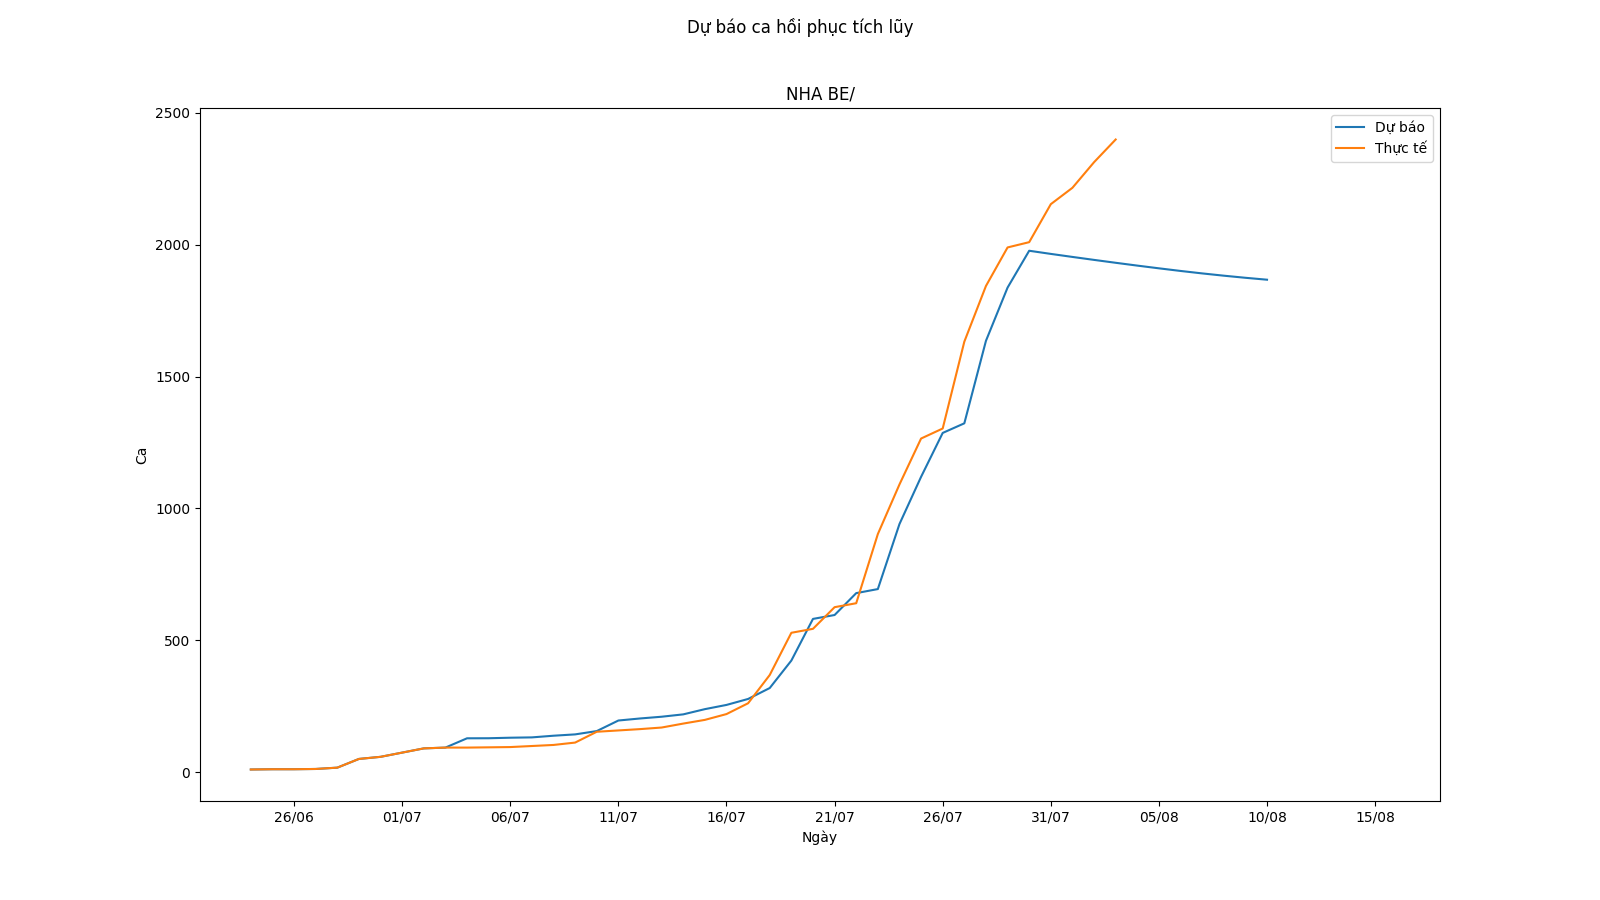 Dự báo ca hồi phục tích lũy
NHA BE/
2500
2000
1500
1000
500
0
Ca
Dự báo
Thực tế
26/06 01/07 06/07 11/07 16/07 21/07 26/07 31/07 05/08 10/08 15/08
Ngày